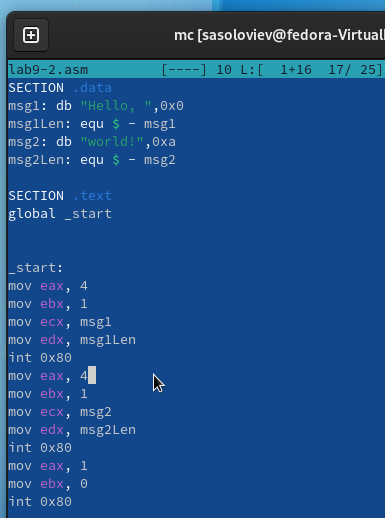 mc [sasoloviev@fedora-Virtual
lab9-2.asm [----] 10 L:[ 1+16 17/ 25]
SECTION .data
msg1: db "Hello, ",0x0
msg1Len: equ $ - msg1
msg2: db "world!",0xa
msg2Len: equ $ - msg2
SECTION .text
global _start
_start:
mov eax, 4
mov ebx, 1
mov ecx, msg1
mov edx, msg1Len
int 0x80
mov eax, 4
mov ebx, 1
mov ecx, msg2
mov edx, msg2Len
int 0x80
mov eax, 1
mov ebx, 0
int 0x80